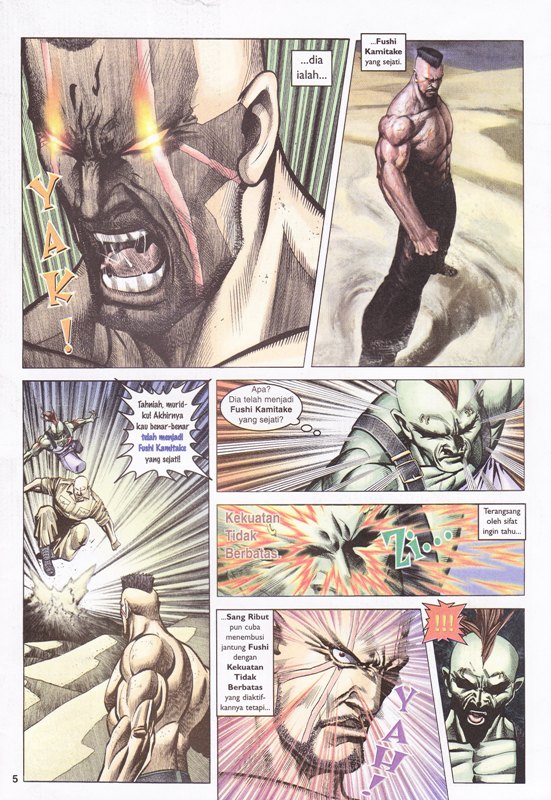 ...dia
ialah...
YAK!
...Fushi
Kamitake
yang sejati.
Tahniah, murid-
ku! Akhirnya
kau benar-benar
telah menjadi
Fushi Kamitake
yang sejati!
Apa?
Dia telah menjadi
Fushi Kamitake
yang sejati?
Kekuatan
Tidak
Berbatas
Zi...
Terangsang
oleh sifat
ingin tahu...
...Sang Ribut
pun cuba
menembusi
jantung Fushi
dengan
Kekuatan
Tidak
Berbatas
yang diaktif-
kannya tetapi...
YAH!
!!!
5